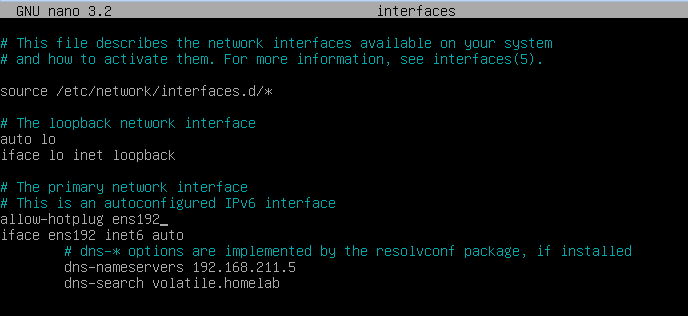 GNU nano 3.2 interfaces
# This file describes the network interfaces available on your system
# and how to activate them. For more information, see interfaces(5).
source /etc/network/interfaces.d/*
# The loopback network interface
auto lo
iface lo inet loopback
# The primary network interface
# This is an autoconfigured IPv6 interface
allow-hotplug ens192_
iface ens192 inet6 auto
# dns-* options are implemented by the resolvconf package, if installed
dns-nameservers 192.168.211.5
dns-search volatile.homelab